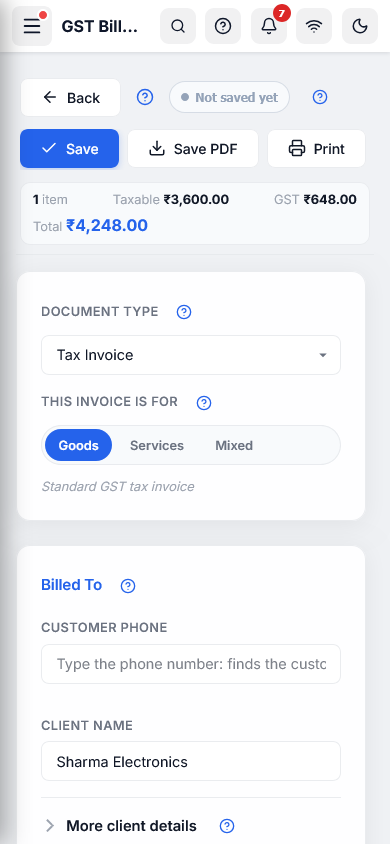 GST Bill...
7
Back
Not saved yet
Save
Save PDF
Print
1 item
Taxable ₹3,600.00
GST ₹648.00
Total ₹4,248.00
DOCUMENT TYPE
Tax Invoice
THIS INVOICE IS FOR
Goods
Services
Mixed
Standard GST tax invoice
Billed To
CUSTOMER PHONE
Type the phone number: finds the custo
CLIENT NAME
Sharma Electronics
More client details